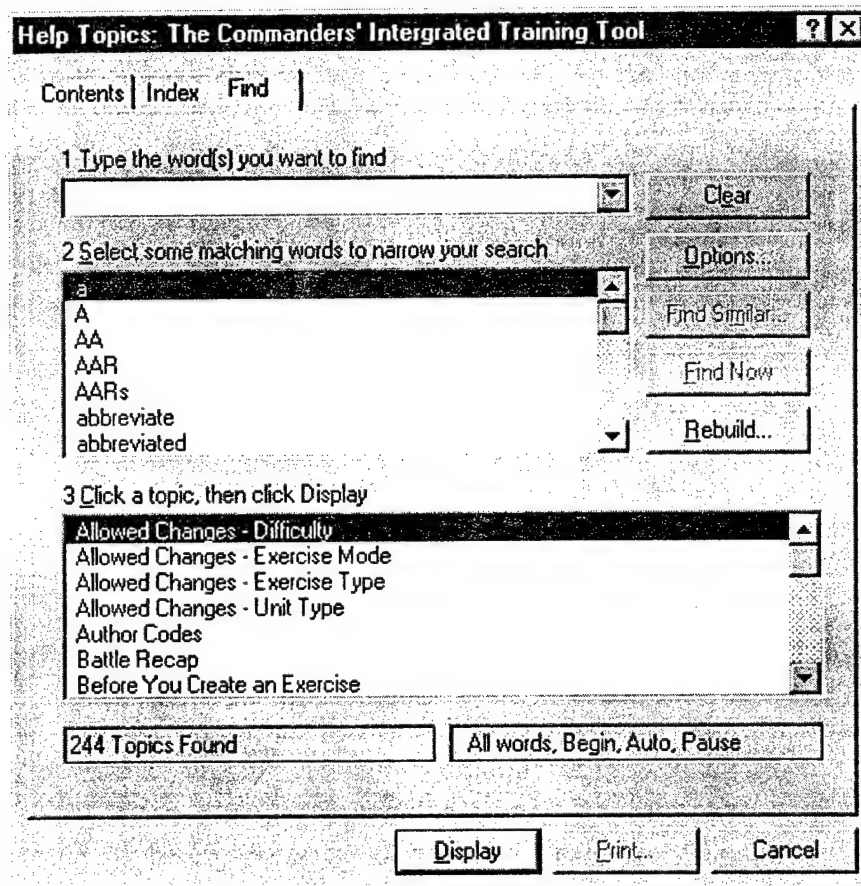 Help Topics: The Commanders' Intergrated Training Tool ? X
Contents Index Find
1 Type the word(s) you want to find
Clear
2 Select some matching words to narrow your search
Options...
a
A
AA
AAR
AARs
abbreviate
abbreviated
Find Similar...
Find Now
Rebuild...
3 Click a topic, then click Display
Allowed Changes - Difficulty
Allowed Changes - Exercise Mode
Allowed Changes - Exercise Type
Allowed Changes - Unit Type
Author Codes
Battle Recap
Before You Create an Exercise
244 Topics Found
All words, Begin, Auto, Pause
Display Print... Cancel